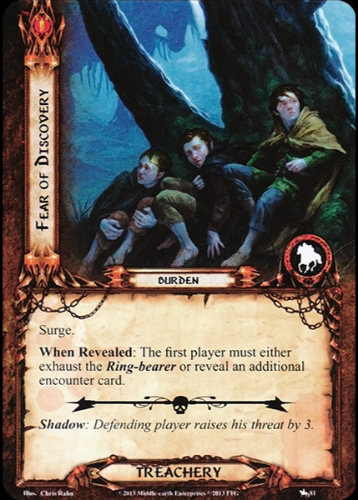 FEAR OF DISCOVERY
BURDEN
Surge.
When Revealed: The first player must either
exhaust the Ring-bearer or reveal an additional
encounter card.
Shadow: Defending player raises his threat by 3.
TREACHERY
Illus. Chris Rahn
©2013 Middle-earth Enterprises ©2013 FFG